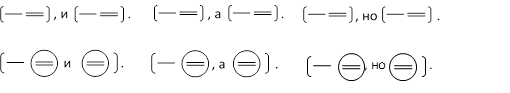 [— =], и [— =].   [— =], а [— =].   [— =], но [— =].
[— = и =].   [— =, а =].   [— =, но =].